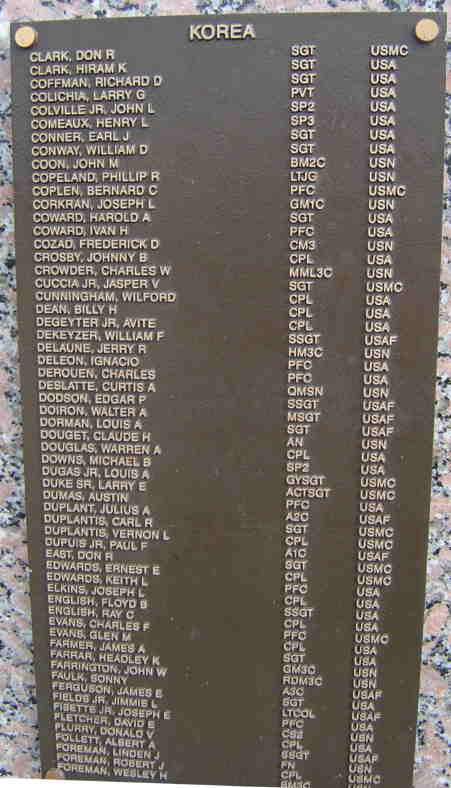 KOREA
CLARK, DON R SGT USMC
CLARK, HIRAM K SGT USA
COFFMAN, RICHARD D SGT USA
COLICHIA, LARRY G PVT USA
COLVILLE JR, JOHN L SP2 USA
COMEAUX, HENRY L SP3 USA
CONNER, EARL J SGT USA
CONWAY, WILLIAM D SGT USA
COON, JOHN M BM2C USN
COPELAND, PHILLIP R LTJG USN
COPLEN, BERNARD C PFC USMC
CORKRAN, JOSEPH L GM1C USN
COWARD, HAROLD A SGT USA
COWARD, IVAN H PFC USA
COZAD, FREDERICK D CM3 USN
CROSBY, JOHNNY B CPL USA
CROWDER, CHARLES W MML3C USN
CUCCIA JR, JASPER V SGT USMC
CUNNINGHAM, WILFORD CPL USA
DEAN, BILLY H CPL USA
DEGEYTER JR, AVITE CPL USA
DEKEYZER, WILLIAM F SSGT USAF
DELAUNE, JERRY R HM3C USN
DELEON, IGNACIO PFC USA
DEROUEN, CHARLES PFC USA
DESLATTE, CURTIS A QMSN USN
DODSON, EDGAR P SSGT USAF
DOIRON, WALTER A MSGT USAF
DORMAN, LOUIS A SGT USAF
DOUGET, CLAUDE H AN USN
DOUGLAS, WARREN A CPL USA
DOWNS, MICHAEL B SP2 USA
DUGAS JR, LOUIS A GYSGT USMC
DUKE SR, LARRY E ACTSGT USMC
DUMAS, AUSTIN PFC USA
DUPLANT, JULIUS A A2C USAF
DUPLANTIS, CARL R SGT USMC
DUPLANTIS, VERNON L CPL USMC
DUPUIS JR, PAUL F A1C USAF
EAST, DON R SGT USMC
EDWARDS, ERNEST E CPL USMC
EDWARDS, KEITH L PFC USA
ELKINS, JOSEPH L CPL USA
ENGLISH, FLOYD B SSGT USA
ENGLISH, RAY C CPL USA
EVANS, CHARLES F PFC USMC
EVANS, GLEN M CPL USA
FARMER, JAMES A SGT USA
FARRAR, HEADLEY K GM3C USN
FARRINGTON, JOHN W RDM3C USN
FAULK, SONNY A3C USAF
FERGUSON, JAMES E SGT USA
FIELDS JR, JIMMIE L LTCOL USAF
FISETTE JR, JOSEPH E PFC USA
FLETCHER, DAVID E CS2 USN
FLURRY, DONALD V CPL USA
FOLLETT, ALBERT A SSGT USAF
FOREMAN, LINDEN J FN USN
FOREMAN, ROBERT J CPL USMC
FOREMAN, WESLEY H USN